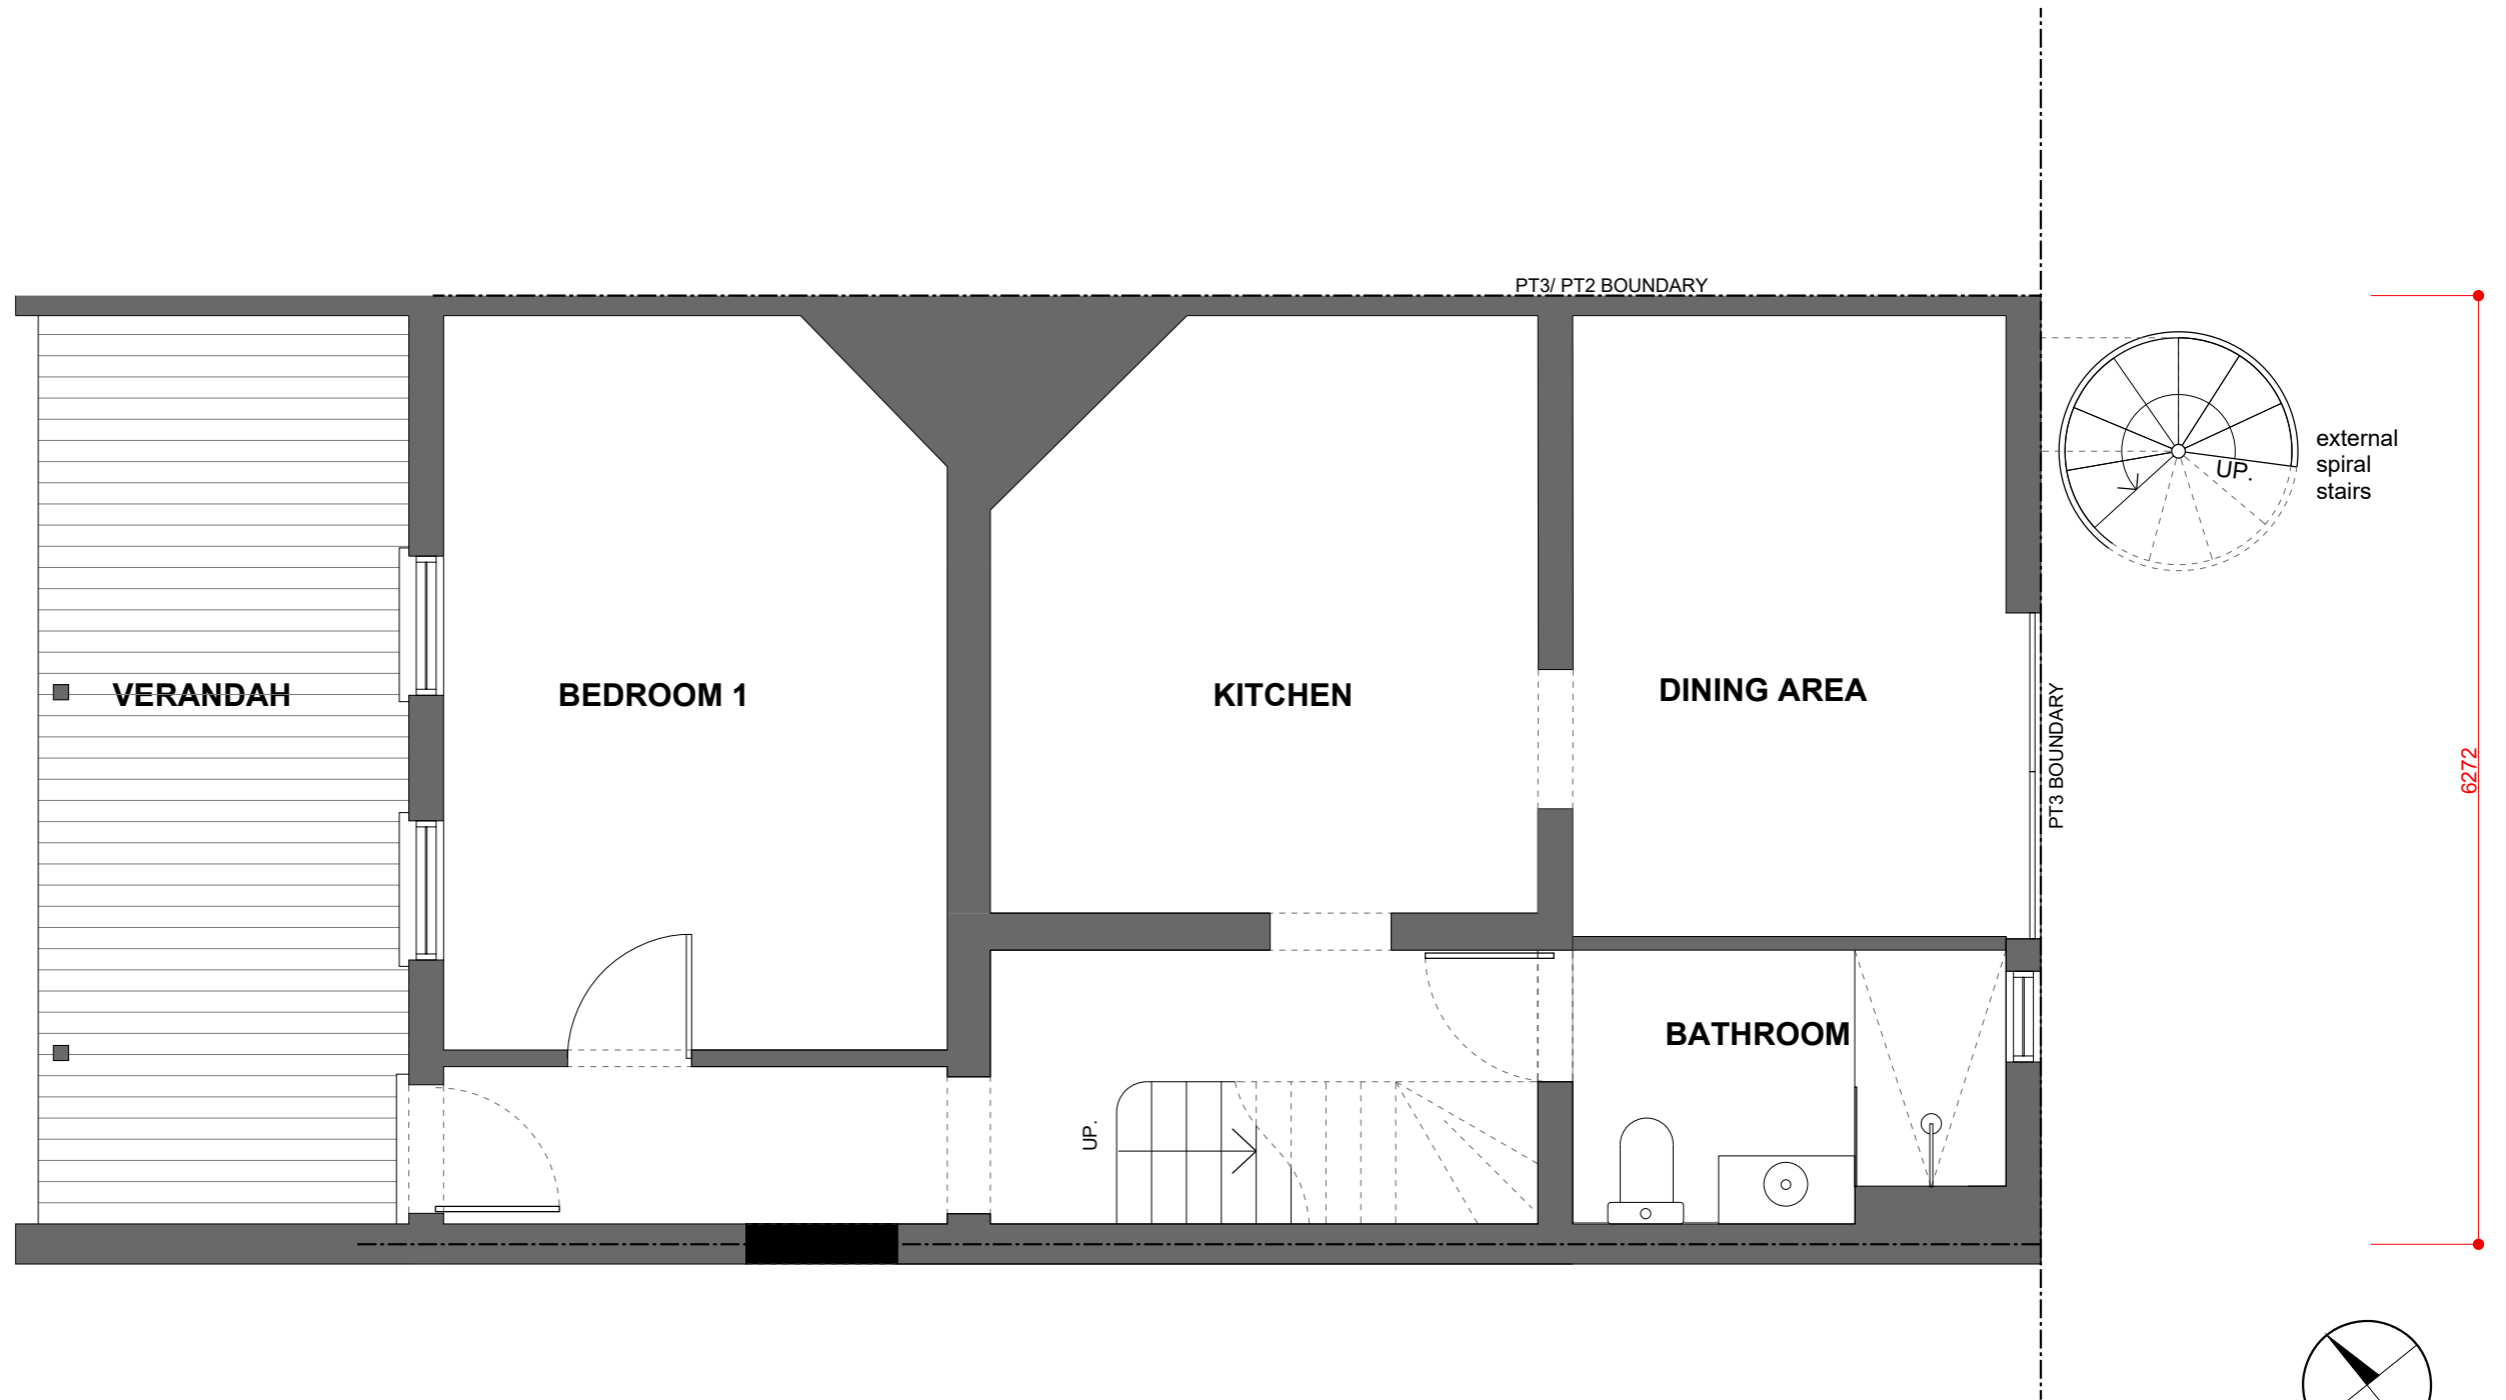 PT3/ PT2 BOUNDARY
external
spiral
stairs
UP.
VERANDAH
BEDROOM 1
KITCHEN
DINING AREA
PT3 BOUNDARY
6272
BATHROOM
UP.